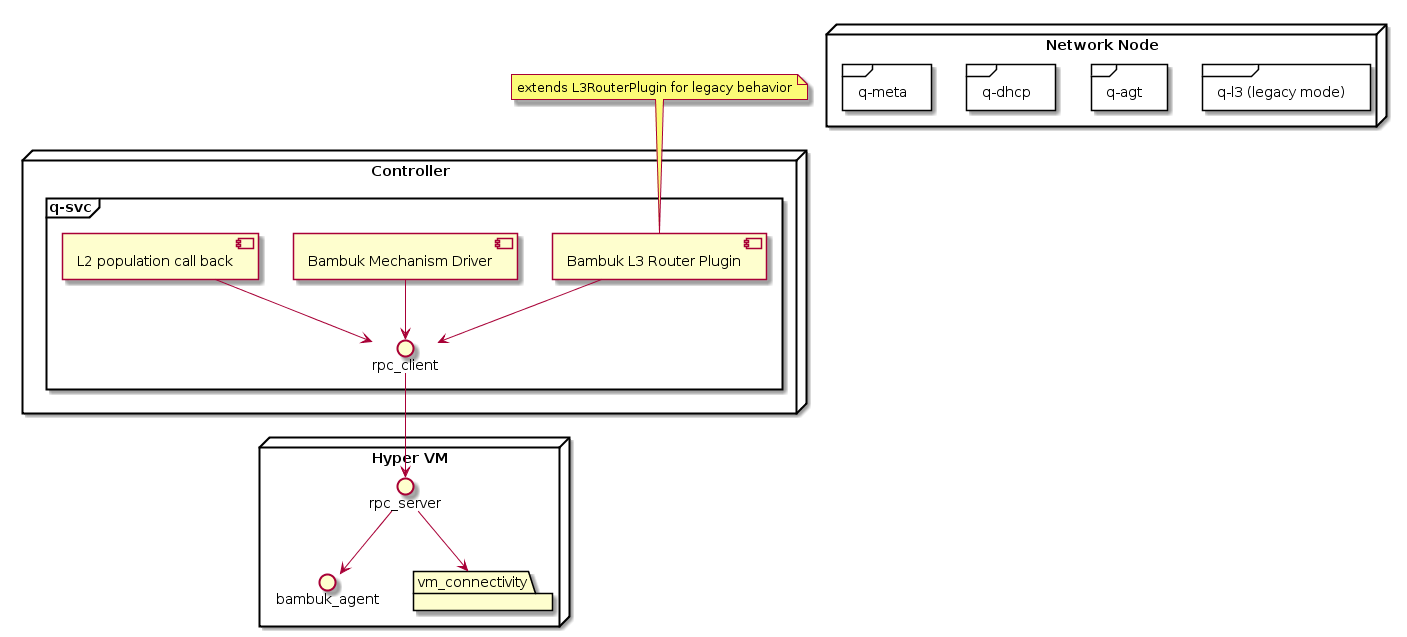 Network Node
q-meta
q-dhcp
q-agt
q-l3 (legacy mode)
extends L3RouterPlugin for legacy behavior
Controller
q-svc
L2 population call back
Bambuk Mechanism Driver
Bambuk L3 Router Plugin
rpc_client
Hyper VM
rpc_server
bambuk_agent
vm_connectivity